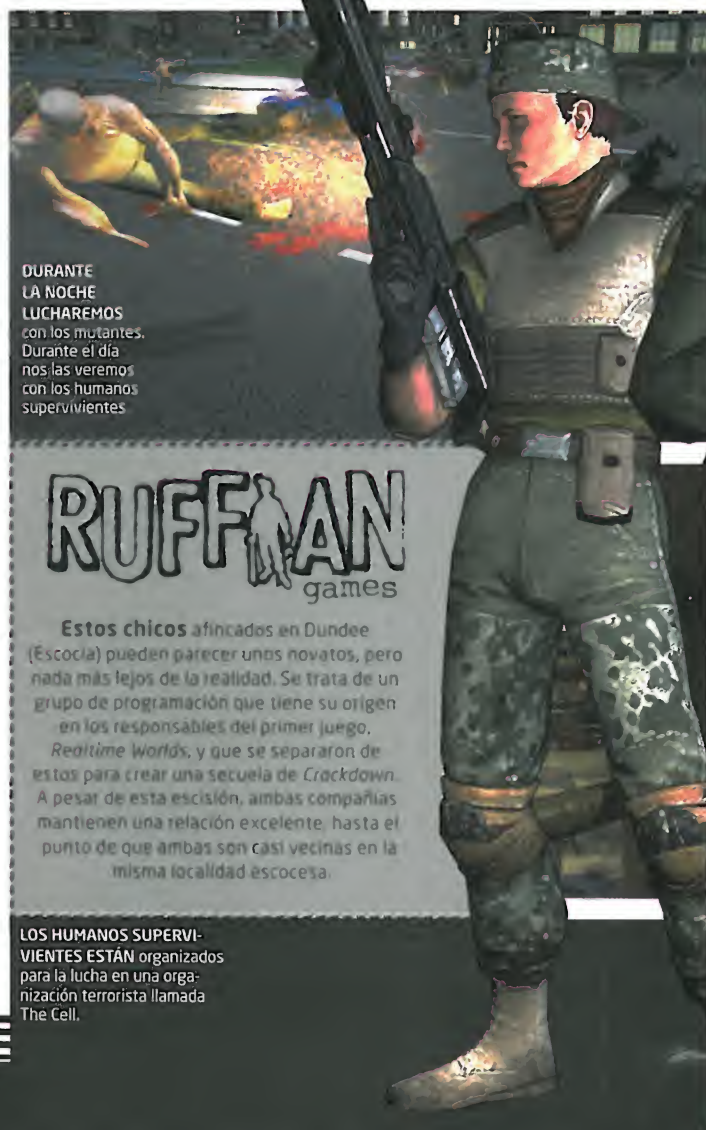 DURANTE
LA NOCHE
LUCHAREMOS
con los mutantes.
Durante el día
nos las veremos
con los humanos
supervivientes
RUFFIAN
games
Estos chicos afincados en Dundee
(Escocia) pueden parecer unos novatos, pero
nada más lejos de la realidad. Se trata de un
grupo de programación que tiene su origen
en los responsables del primer juego,
Realtime Worlds, y que se separaron de
estos para crear una secuela de Crackdown.
A pesar de esta escisión, ambas compañías
mantienen una relación excelente, hasta el
punto de que ambas son casi vecinas en la
misma localidad escocesa.
LOS HUMANOS SUPERVI-
VIENTES ESTÁN organizados
para la lucha en una orga-
nización terrorista llamada
The Cell.